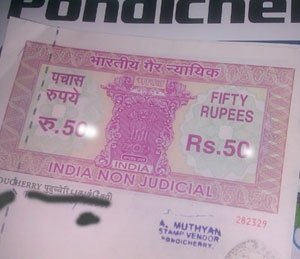 Pondicher
भारतीय गैर न्यायिक
पचास
रुपये
रु.50
FIFTY
RUPEES
Rs.50
INDIA
INDIA NON JUDICIAL
282329
A. MUTHYAN
STAMP VENDOR
PONDICHERRY.